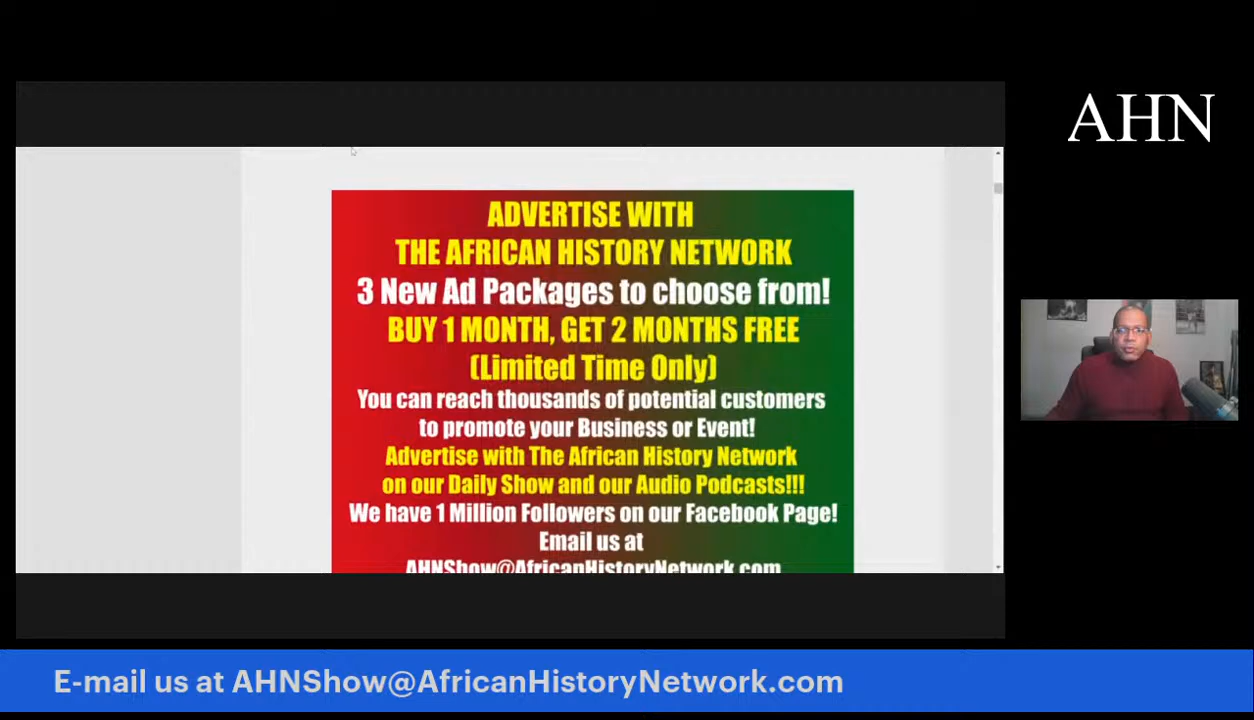 AHN
ADVERTISE WITH
THE AFRICAN HISTORY NETWORK
3 New Ad Packages to choose from!
BUY 1 MONTH, GET 2 MONTHS FREE
(Limited Time Only)
You can reach thousands of potential customers
to promote your Business or Event!
Advertise with The African History Network
on our Daily Show and our Audio Podcasts!!!
We have 1 Million Followers on our Facebook Page!
Email us at
AHNShow@AfricanHistoryNetwork.com
E-mail us at AHNShow@AfricanHistoryNetwork.com